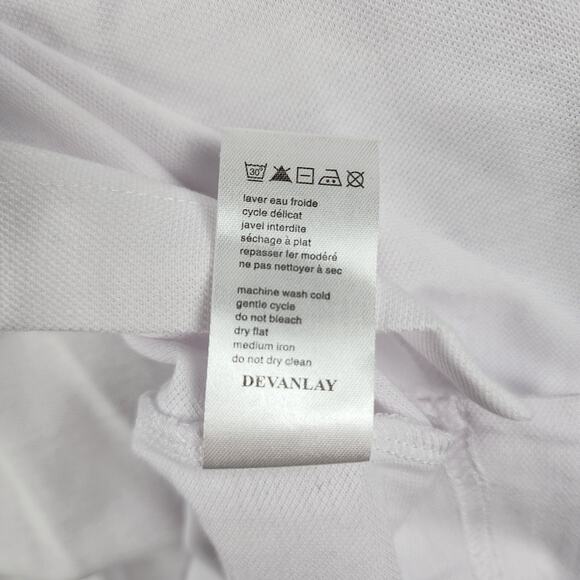 30°
laver eau froide
cycle délicat
javel interdite
séchage à plat
repasser fer modéré
ne pas nettoyer à sec
machine wash cold
gentle cycle
do not bleach
dry flat
medium iron
do not dry clean
DEVANLAY